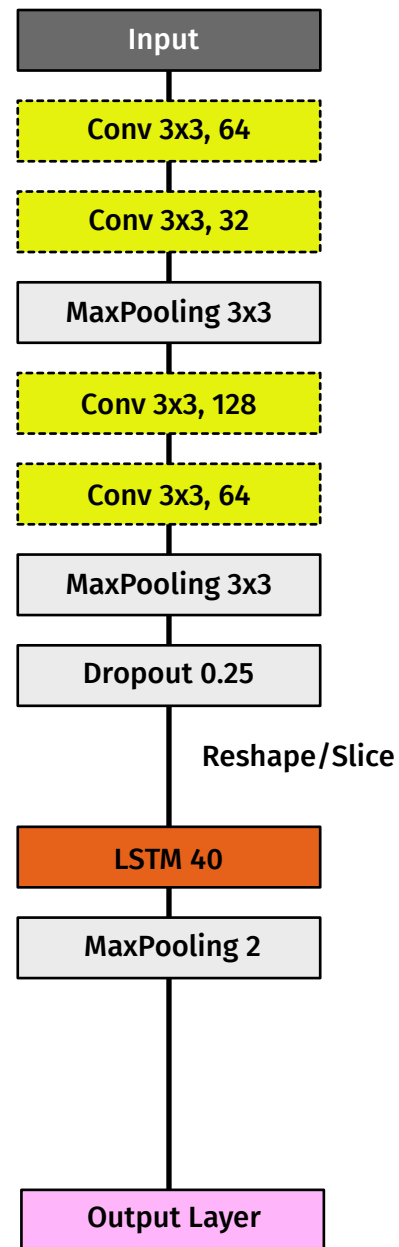 Input
Conv 3x3, 64
Conv 3x3, 32
MaxPooling 3x3
Conv 3x3, 128
Conv 3x3, 64
MaxPooling 3x3
Dropout 0.25
Reshape/Slice
LSTM 40
MaxPooling 2
Output Layer